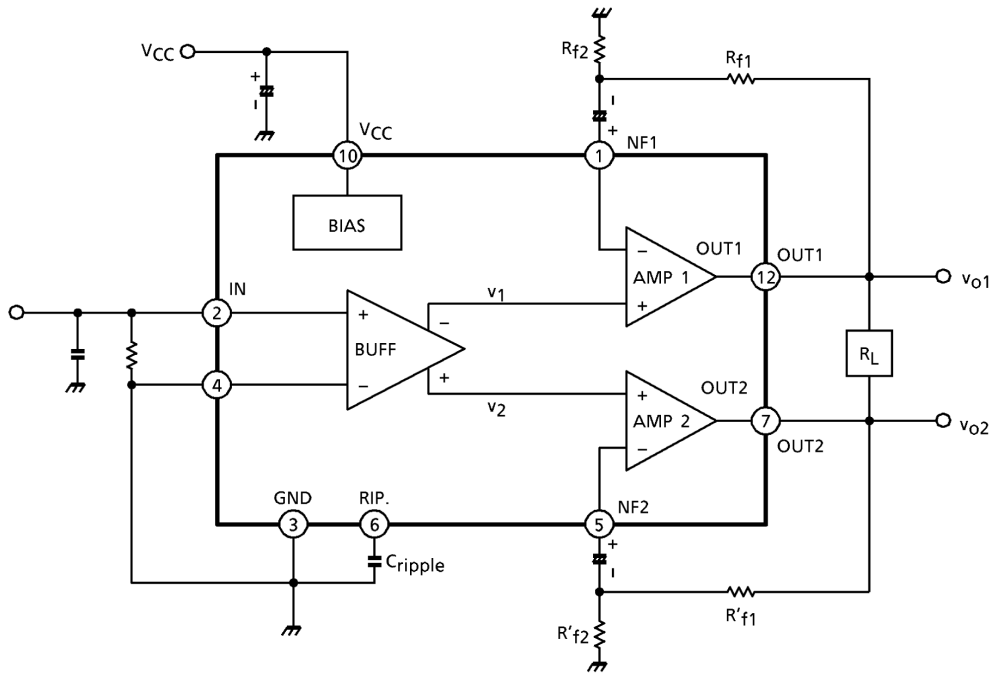 Rf2
Rf1
VCC
+
−
VCC
−
+
10
1
NF1
BIAS
−
AMP 1
+
OUT1
12
OUT1
vo1
IN
2
+
BUFF
−
−
+
v1
v2
4
RL
+
AMP 2
−
OUT2
7
OUT2
vo2
GND
RIP.
NF2
3
6
5
Cripple
+
−
R'f1
R'f2